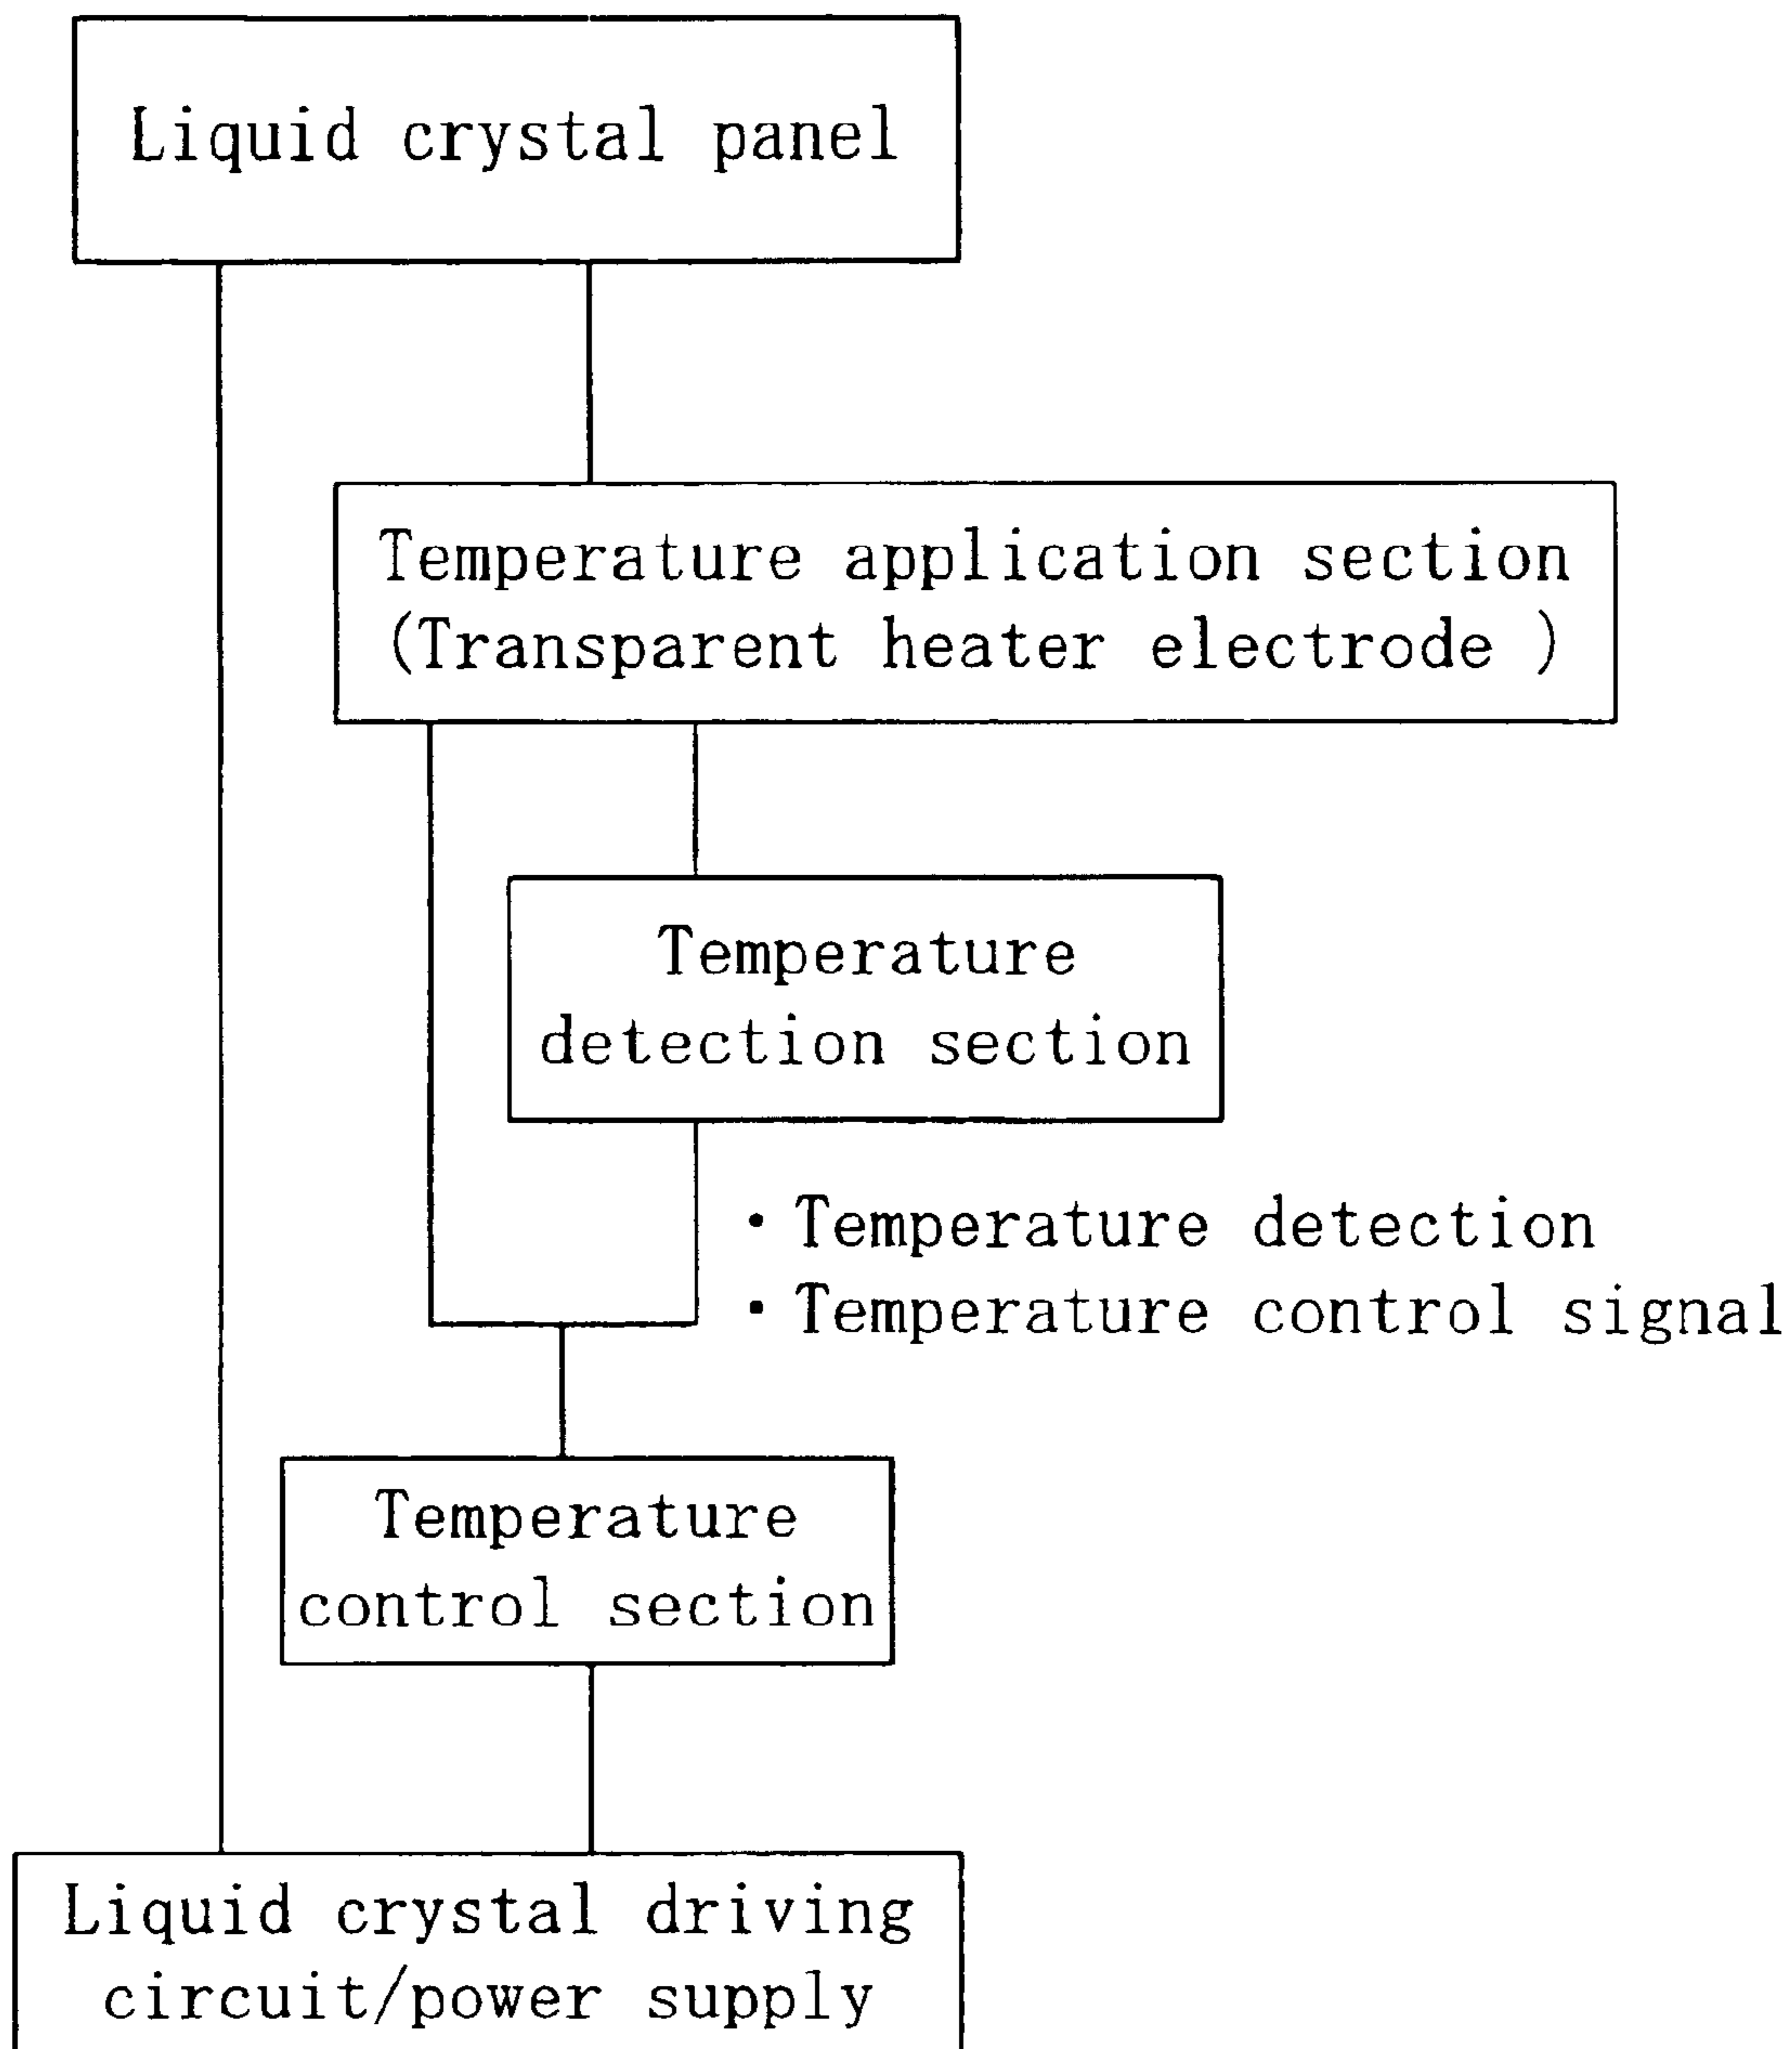 Liquid crystal panel
Temperature application section
(Transparent heater electrode )
Temperature
detection section
・Temperature detection
・Temperature control signal
Temperature
control section
Liquid crystal driving
circuit/power supply